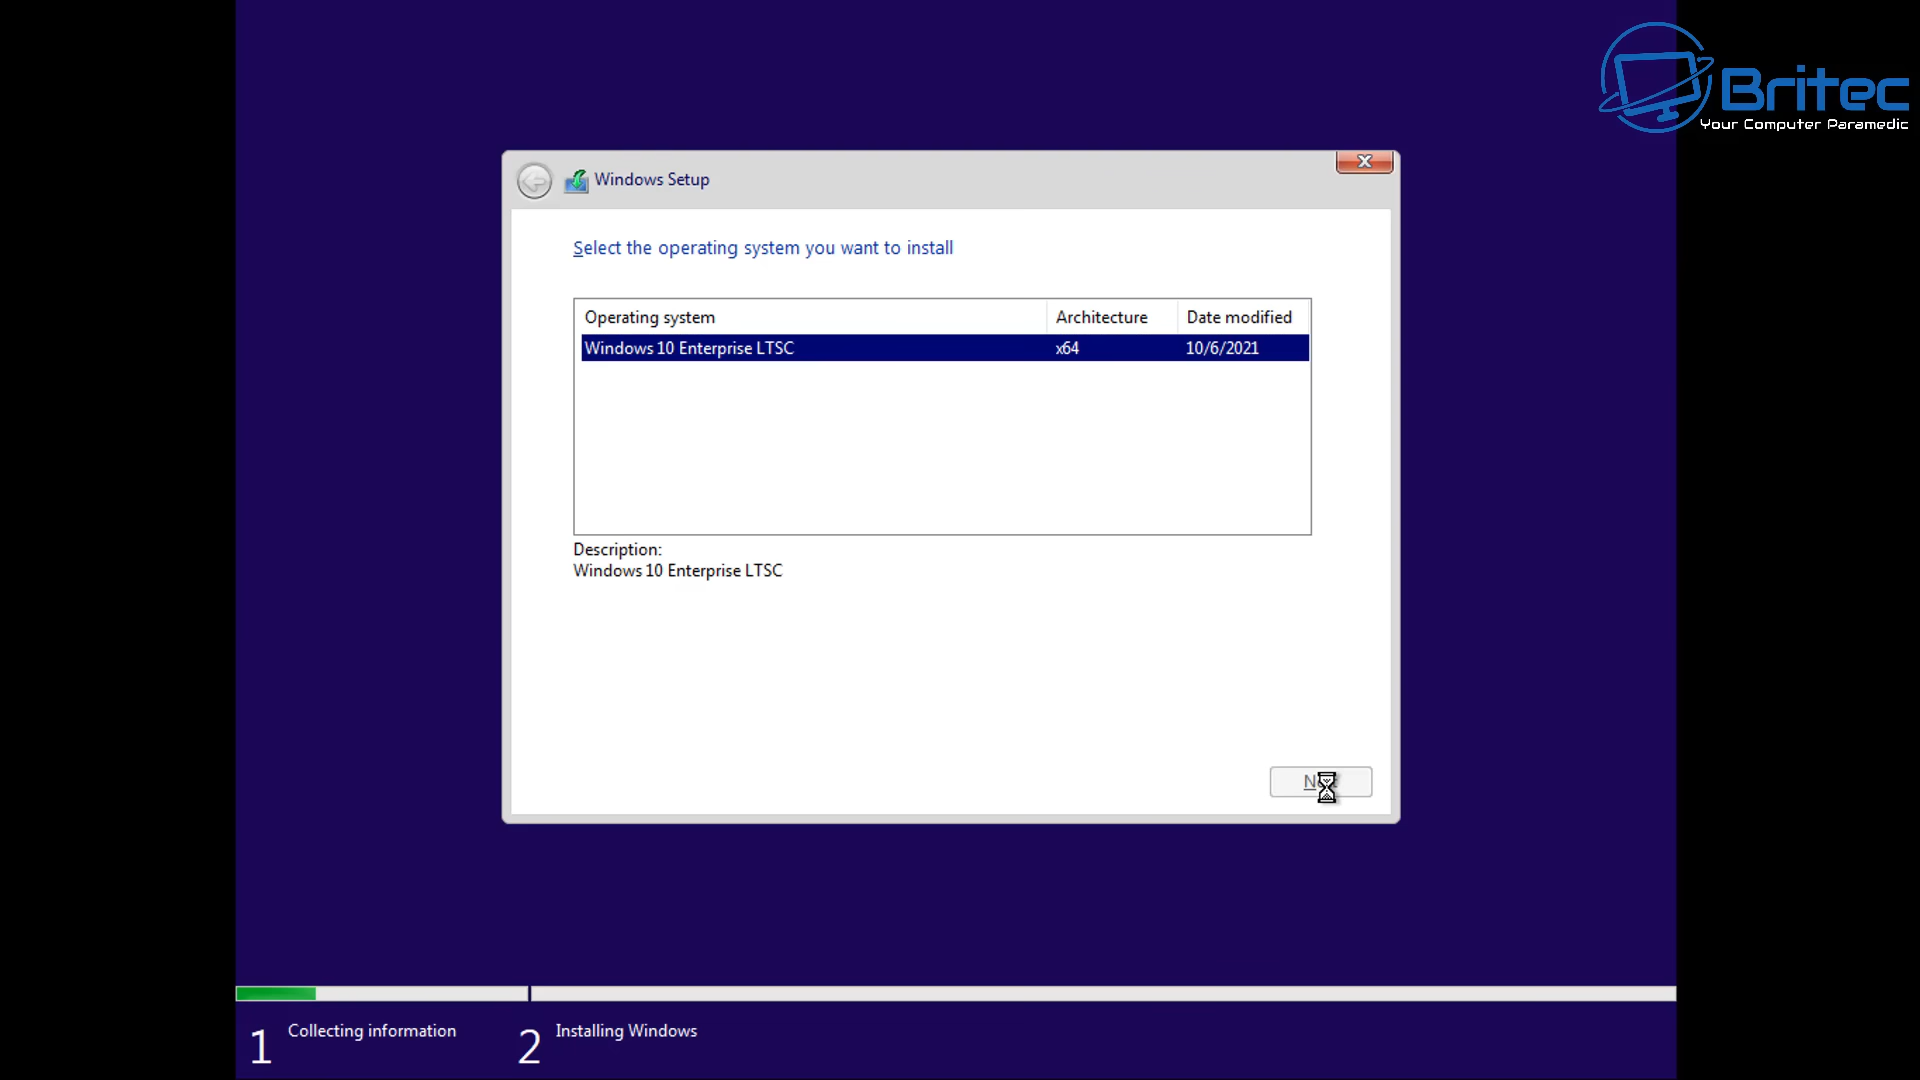 Britec
Your Computer Paramedic
Windows Setup
Select the operating system you want to install
Operating system Architecture Date modified
Windows 10 Enterprise LTSC x64 10/6/2021
Description:
Windows 10 Enterprise LTSC
1 Collecting information 2 Installing Windows